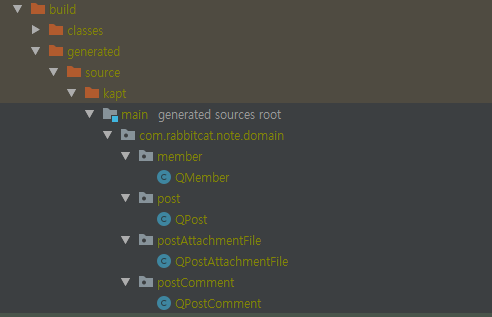 build
classes
generated
source
kapt
main generated sources root
com.rabbitcat.note.domain
member
QMember
post
QPost
postAttachmentFile
QPostAttachmentFile
postComment
QPostComment